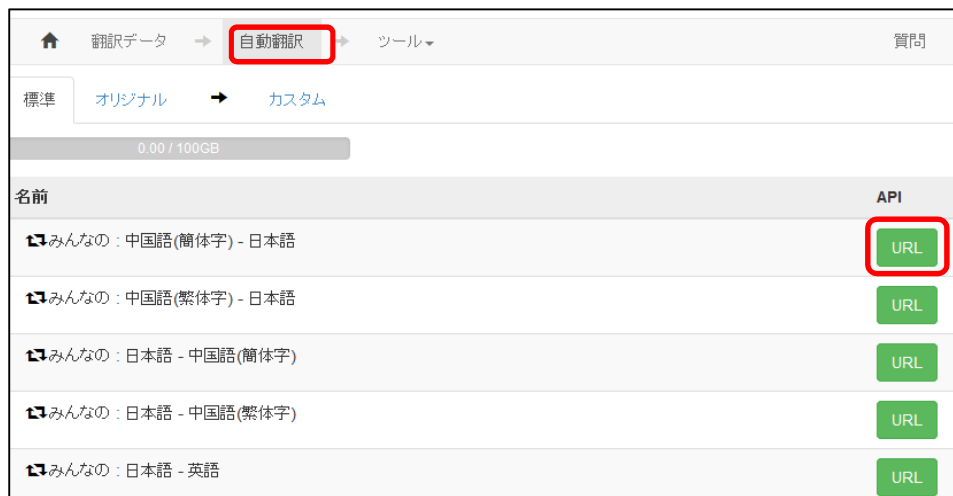 翻訳データ 自動翻訳 ツール 質問
標準 オリジナル カスタム
0.00 / 100GB
名前 API
みんなの : 中国語(簡体字) - 日本語 URL
みんなの : 中国語(繁体字) - 日本語 URL
みんなの : 日本語 - 中国語(簡体字) URL
みんなの : 日本語 - 中国語(繁体字) URL
みんなの : 日本語 - 英語 URL